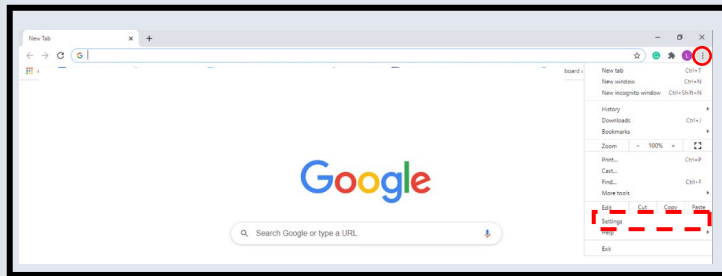 New Tab
G
board
New tab Ctrl+T
New window Ctrl+N
New incognito window Ctrl+Shift+N
History
Downloads Ctrl+J
Bookmarks
Zoom - 100% +
Print... Ctrl+P
Cast...
Find... Ctrl+F
More tools
Edit Cut Copy Paste
Settings
Help
Exit
Google
Search Google or type a URL